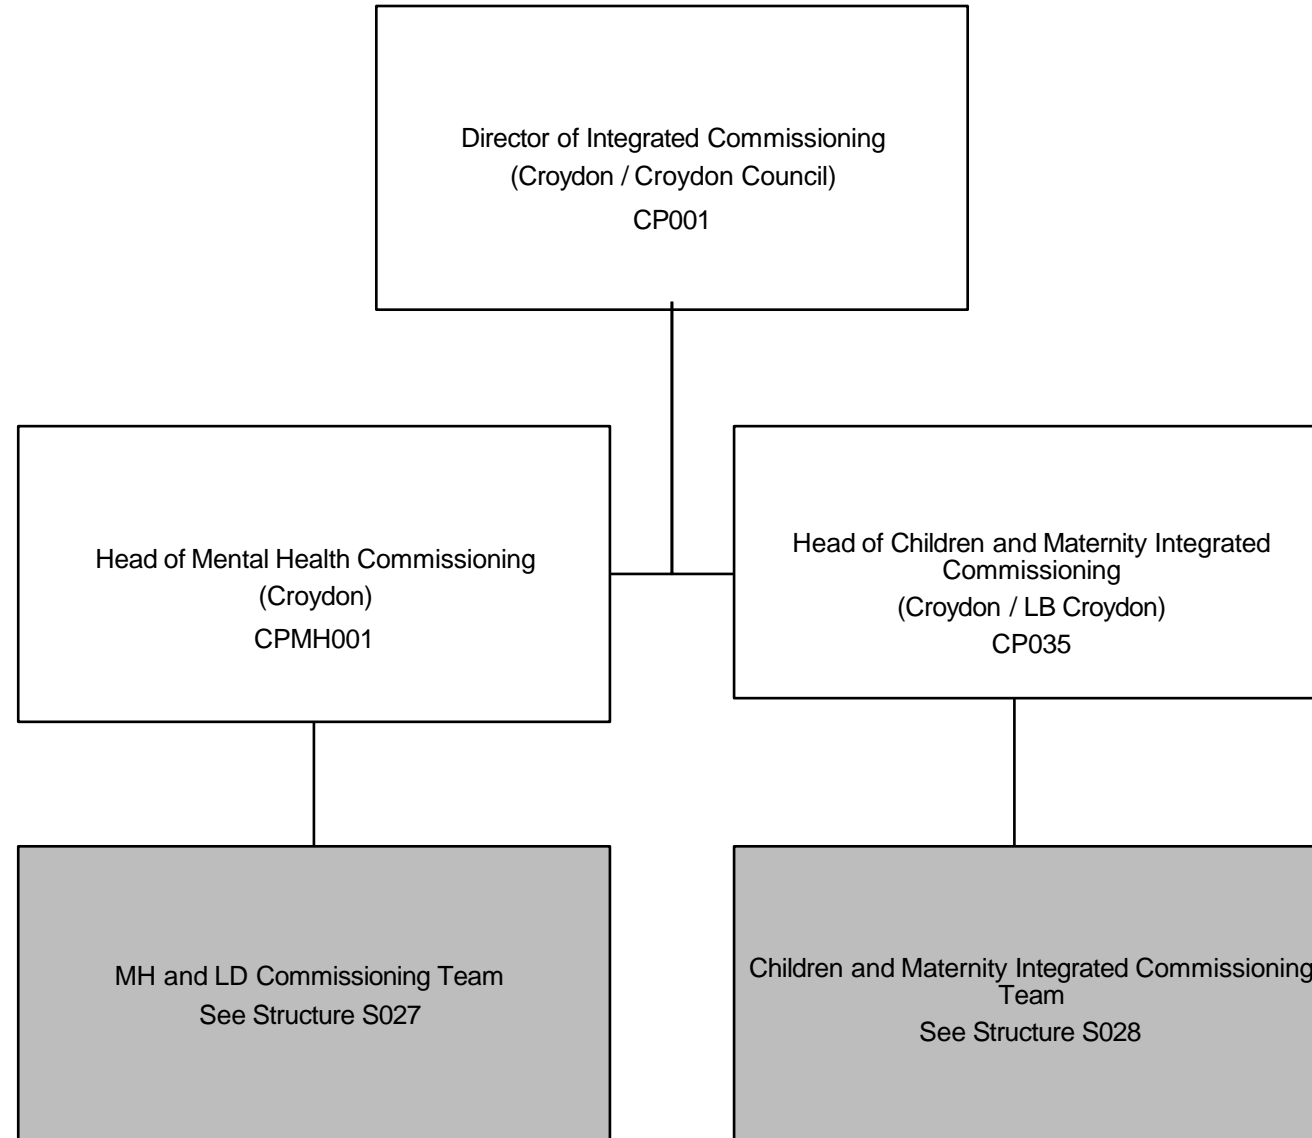 Director of Integrated Commissioning
(Croydon / Croydon Council)
CP001
Head of Mental Health Commissioning
(Croydon)
CPMH001
Head of Children and Maternity Integrated
Commissioning
(Croydon / LB Croydon)
CP035
MH and LD Commissioning Team
See Structure S027
Children and Maternity Integrated Commissioning
Team
See Structure S028